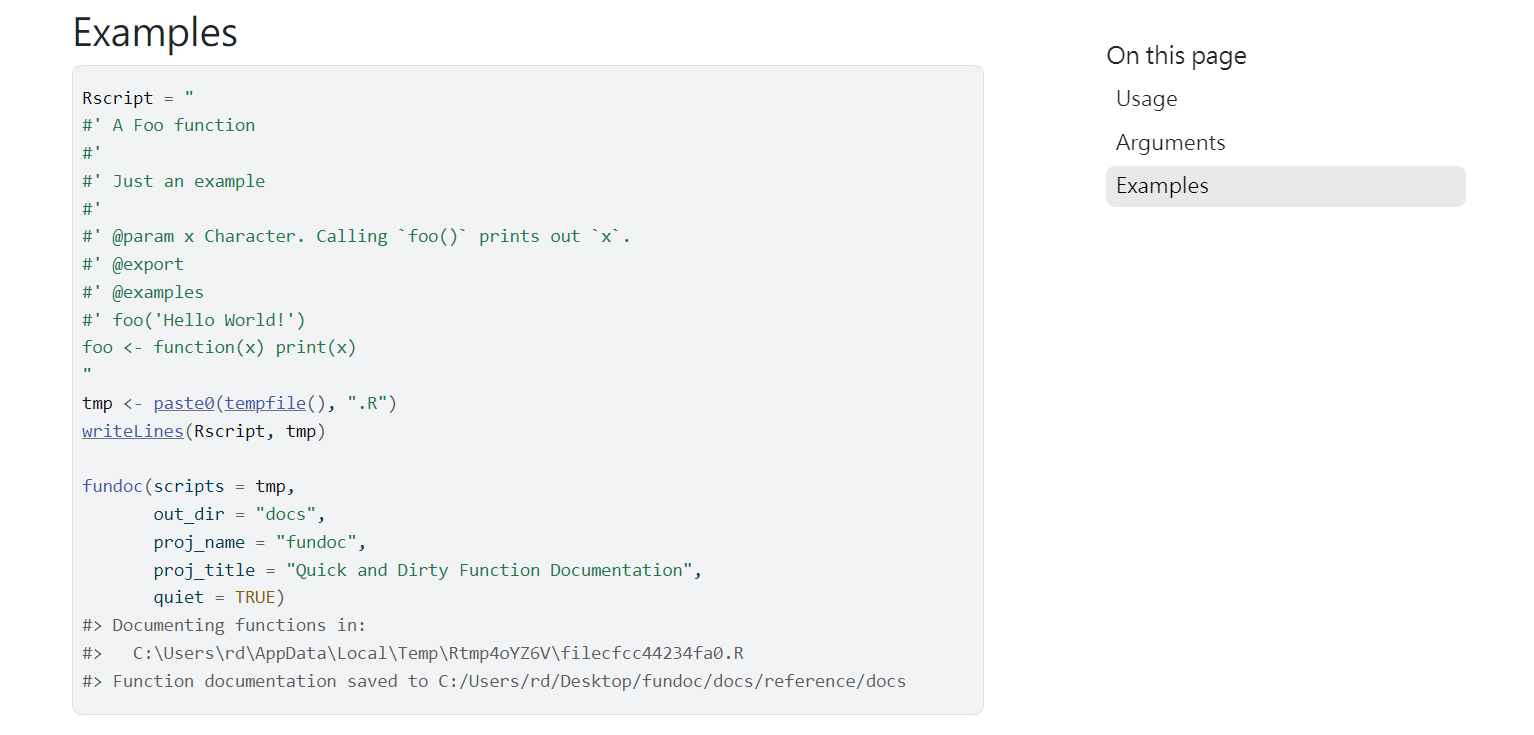 Examples
Rscript = "
#' A Foo function
#'
#' Just an example
#'
#' @param x Character. Calling `foo()` prints out `x`.
#' @export
#' @examples
#' foo('Hello World!')
foo <- function(x) print(x)
"
tmp <- paste0(tempfile(), ".R")
writeLines(Rscript, tmp)

fundoc(scripts = tmp,
       out_dir = "docs",
       proj_name = "fundoc",
       proj_title = "Quick and Dirty Function Documentation",
       quiet = TRUE)
#> Documenting functions in:
#>   C:\Users\rd\AppData\Local\Temp\Rtmp4oYZ6V\filecfcc44234fa0.R
#> Function documentation saved to C:/Users/rd/Desktop/fundoc/docs/reference/docs
On this page
Usage
Arguments
Examples